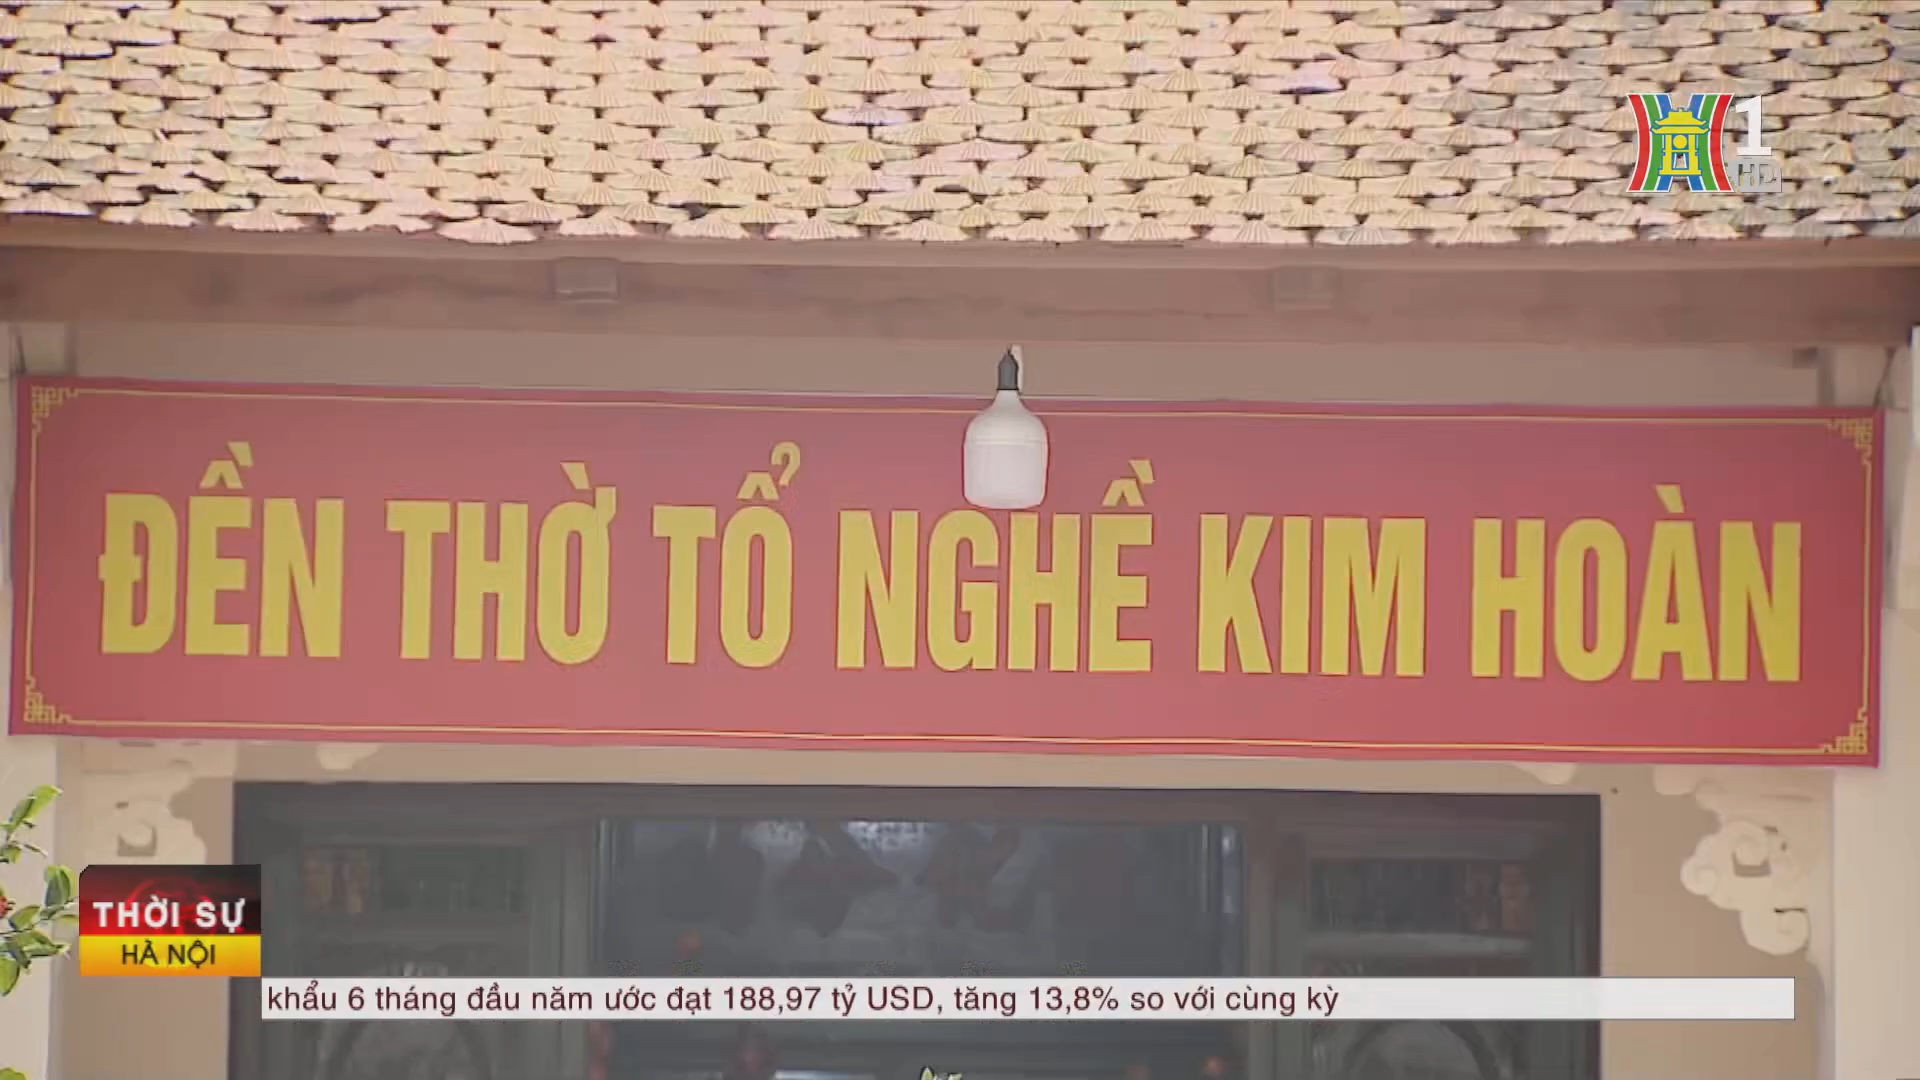 1
HD
ĐỀN THỜ TỔ NGHỀ KIM HOÀN
THỜI SỰ
HÀ NỘI
khẩu 6 tháng đầu năm ước đạt 188,97 tỷ USD, tăng 13,8% so với cùng kỳ